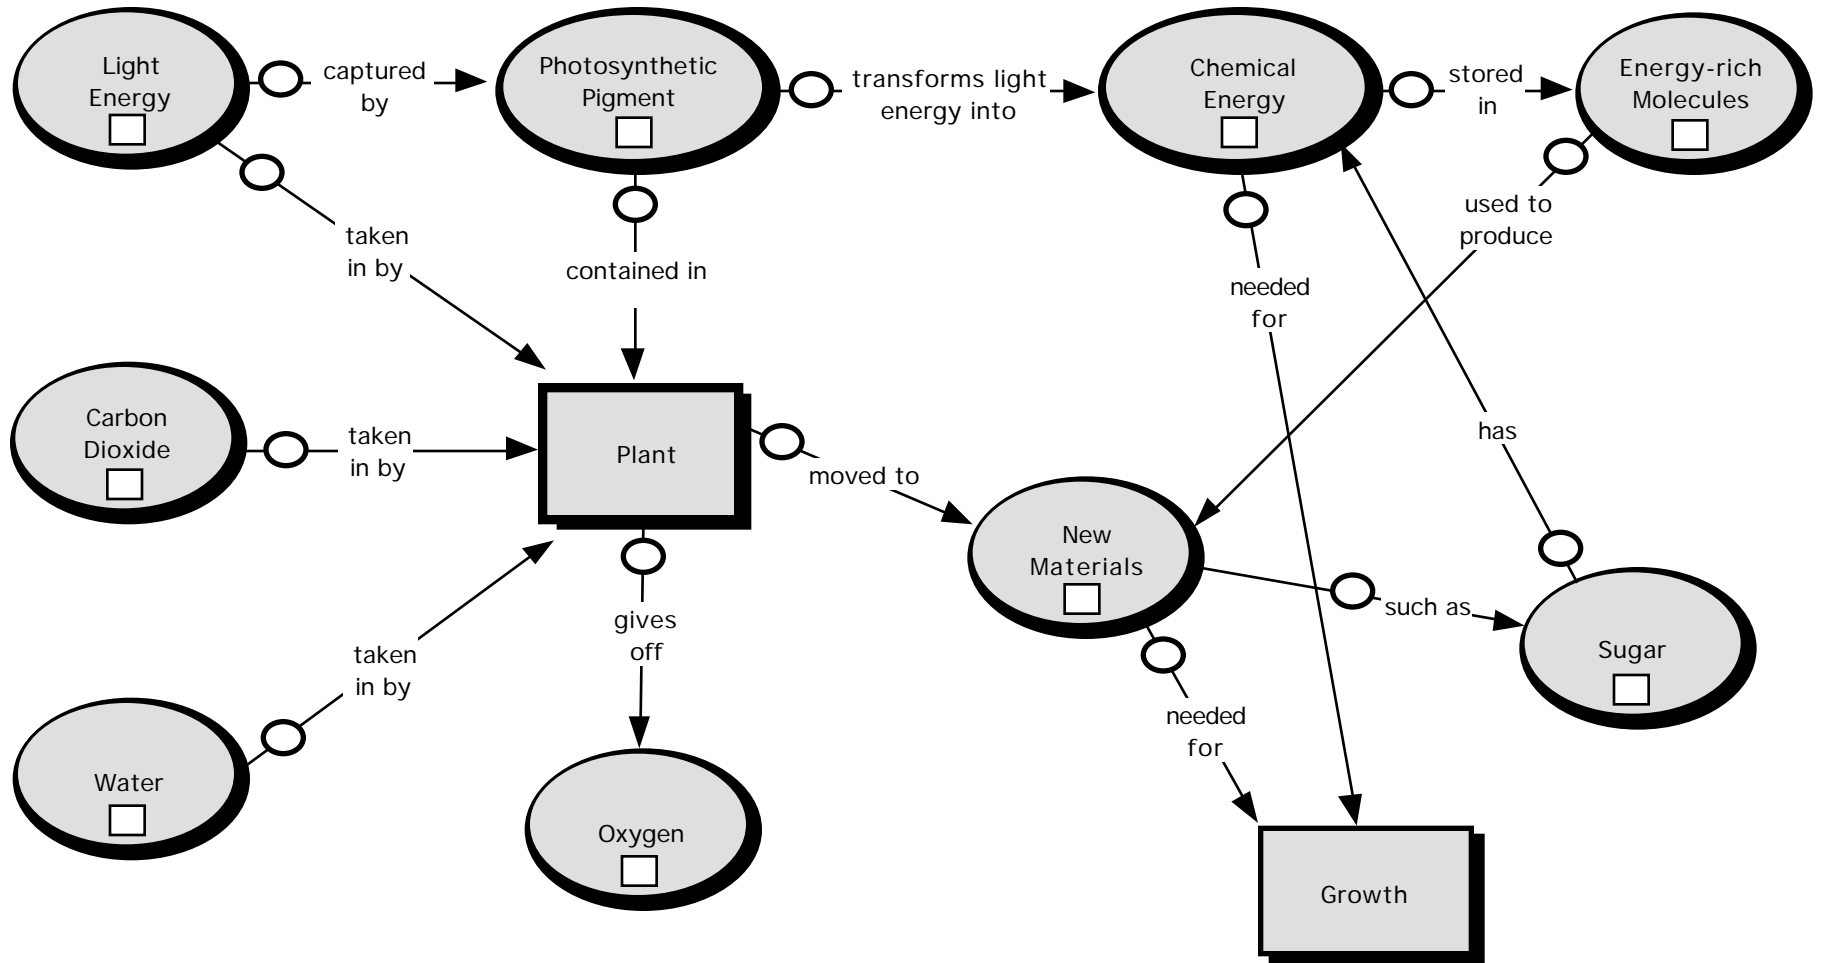 Light
Energy
captured
by
Photosynthetic
Pigment
transforms light
energy into
Chemical
Energy
stored
in
Energy-rich
Molecules
taken
in by
contained in
needed
for
used to
produce
Carbon
Dioxide
taken
in by
Plant
moved to
has
New
Materials
such as
Sugar
taken
in by
gives
off
needed
for
Water
Oxygen
Growth